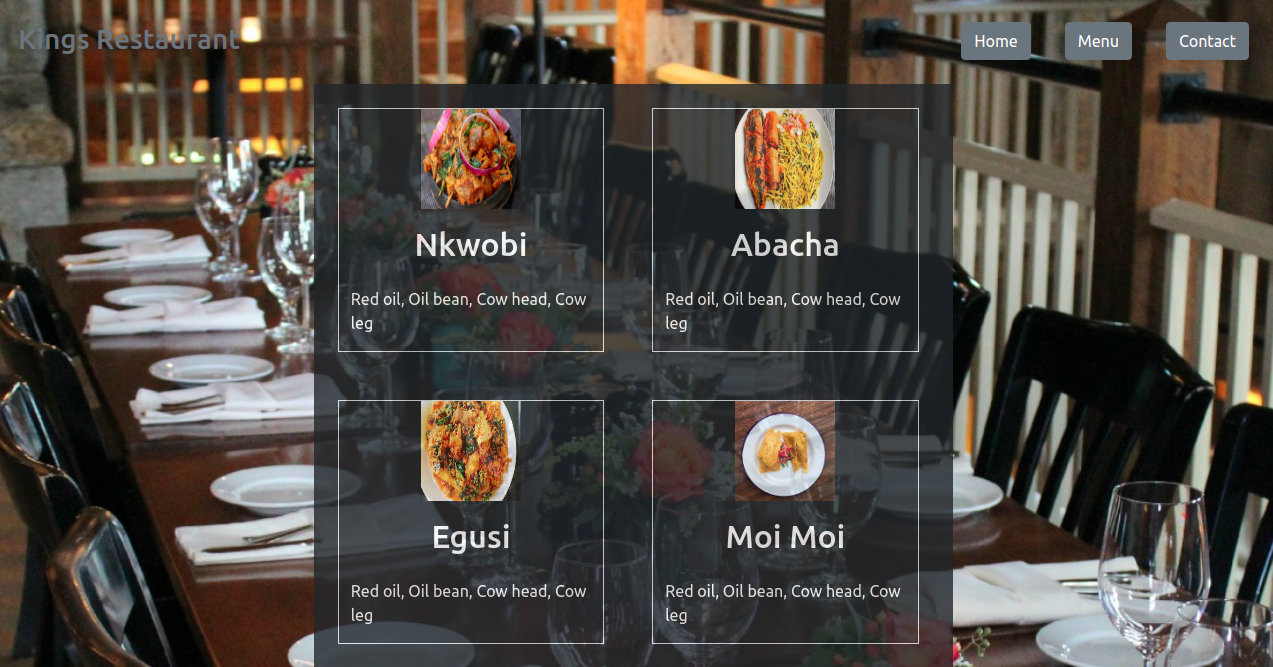 Kings Restaurant
Home Menu Contact
Nkwobi
Red oil, Oil bean, Cow head, Cow
leg
Abacha
Red oil, Oil bean, Cow head, Cow
leg
Egusi
Red oil, Oil bean, Cow head, Cow
leg
Moi Moi
Red oil, Oil bean, Cow head, Cow
leg